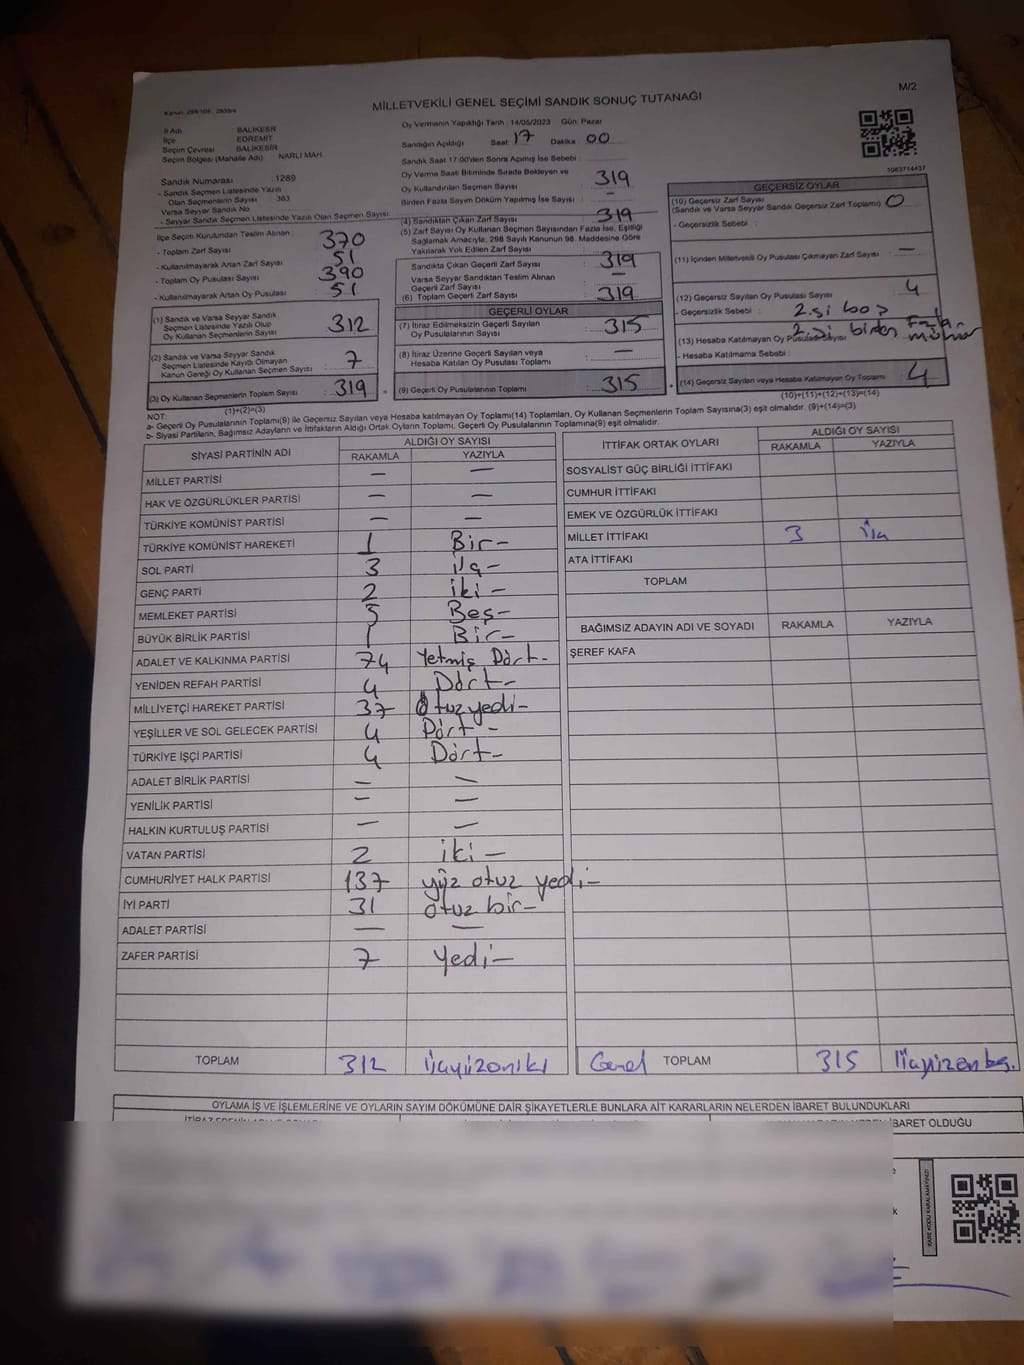 M/2
MİLLETVEKİLİ GENEL SEÇİMİ SANDIK SONUÇ TUTANAĞI
İl Adı BALIKESİR
İlçe EDREMİT
Seçim Çevresi BALIKESİR
Seçim Bölgesi (Mahalle Adı) NARLI MAH.
Sandık Numarası : 1269
- Sandık Seçmen Listesinde Yazılı
Olan Seçmenlerin Sayısı : 363
Varsa Seyyar Sandık No
- Seyyar Sandık Seçmen Listesinde Yazılı Olan Seçmen Sayısı:
İlçe Seçim Kurulundan Teslim Alınan :
- Toplam Zarf Sayısı 370
- Kullanılmayarak Artan Zarf Sayısı 51
- Toplam Oy Pusulası Sayısı 390
- Kullanılmayarak Artan Oy Pusulası : 51
(1) Sandık ve Varsa Seyyar Sandık
Seçmen Listesinde Yazılı Olup
Oy Kullanan Seçmenlerin Sayısı 312
(2) Sandık ve Varsa Seyyar Sandık
Seçmen Listesinde Kayıtlı Olmayan
Kanun Gereği Oy Kullanan Seçmen Sayısı 7
(3) Oy Kullanan Seçmenlerin Toplam Sayısı : 319
(1)+(2)=(3)
Oy Vermenin Yapıldığı Tarih : 14/05/2023 Gün: Pazar
Sandığın Açıldığı Saat : 17 Dakika : 00
Sandık Saat 17:00'den Sonra Açılmış İse Sebebi :
Oy Verme Saati Bitiminde Sırada Bekleyen ve
Oy Kullandırılan Seçmen Sayısı 319
Birden Fazla Sayım Döküm Yapılmış İse Sayısı : —
(4) Sandıktan Çıkan Zarf Sayısı 319
(5) Zarf Sayısı Oy Kullanan Seçmen Sayısından Fazla İse, Eşitliği
Sağlamak Amacıyla, 298 Sayılı Kanunun 98. Maddesine Göre
Yakılarak Yok Edilen Zarf Sayısı
Sandıkta Çıkan Geçerli Zarf Sayısı : 319
Varsa Seyyar Sandıktan Teslim Alınan
Geçerli Zarf Sayısı —
(6) Toplam Geçerli Zarf Sayısı : 319
GEÇERLİ OYLAR
(7) İtiraz Edilmeksizin Geçerli Sayılan
Oy Pusulalarının Sayısı : 315
(8) İtiraz Üzerine Geçerli Sayılan veya
Hesaba Katılan Oy Pusulası Toplamı : —
(9) Geçerli Oy Pusulalarının Toplamı : 315
1063714437
GEÇERSİZ OYLAR
(10) Geçersiz Zarf Sayısı
(Sandık ve Varsa Seyyar Sandık Geçersiz Zarf Toplamı) : 0
- Geçersizlik Sebebi :
(11) İçinden Milletvekili Oy Pusulası Çıkmayan Zarf Sayısı —
(12) Geçersiz Sayılan Oy Pusulası Sayısı 4
- Geçersizlik Sebebi : 2.si boş
2.si birden Fazla mühür
(13) Hesaba Katılmayan Oy Pusulası Sayısı
- Hesaba Katılmama Sebebi :
(14) Geçersiz Sayılan veya Hesaba Katılmayan Oy Toplamı 4
(10)+(11)+(12)+(13)=(14)
NOT:
a- Geçerli Oy Pusulalarının Toplamı(9) ile Geçersiz Sayılan veya Hesaba katılmayan Oy Toplamı(14) Toplamları, Oy Kullanan Seçmenlerin Toplam Sayısına(3) eşit olmalıdır. (9)+(14)=(3)
b- Siyasi Partilerin, Bağımsız Adayların ve İttifakların Aldığı Ortak Oyların Toplamı, Geçerli Oy Pusulalarının Toplamına(9) eşit olmalıdır.
SİYASİ PARTİNİN ADI ALDIĞI OY SAYISI
RAKAMLA YAZIYLA
MİLLET PARTİSİ — —
HAK VE ÖZGÜRLÜKLER PARTİSİ — —
TÜRKİYE KOMÜNİST PARTİSİ — —
TÜRKİYE KOMÜNİST HAREKETİ 1 Bir-
SOL PARTİ 3 üç-
GENÇ PARTİ 2 iki-
MEMLEKET PARTİSİ 5 Beş-
BÜYÜK BİRLİK PARTİSİ 1 Bir-
ADALET VE KALKINMA PARTİSİ 74 Yetmiş Dört-
YENİDEN REFAH PARTİSİ 4 Dört-
MİLLİYETÇİ HAREKET PARTİSİ 37 Otuzyedi-
YEŞİLLER VE SOL GELECEK PARTİSİ 4 Dört-
TÜRKİYE İŞÇİ PARTİSİ 4 Dört-
ADALET BİRLİK PARTİSİ — —
YENİLİK PARTİSİ — —
HALKIN KURTULUŞ PARTİSİ — —
VATAN PARTİSİ 2 iki-
CUMHURİYET HALK PARTİSİ 137 yüz otuz yedi-
İYİ PARTİ 31 otuz bir-
ADALET PARTİSİ — —
ZAFER PARTİSİ 7 Yedi-
TOPLAM 312 Üçyüzoniki
İTTİFAK ORTAK OYLARI ALDIĞI OY SAYISI
RAKAMLA YAZIYLA
SOSYALİST GÜÇ BİRLİĞİ İTTİFAKI
CUMHUR İTTİFAKI
EMEK VE ÖZGÜRLÜK İTTİFAKI
MİLLET İTTİFAKI 3 üç
ATA İTTİFAKI
TOPLAM
BAĞIMSIZ ADAYIN ADI VE SOYADI RAKAMLA YAZIYLA
ŞEREF KAFA
Genel TOPLAM 315 Üçyüzonbeş.
OYLAMA İŞ VE İŞLEMLERİNE VE OYLARIN SAYIM DÖKÜMÜNE DAİR ŞİKAYETLERLE BUNLARA AİT KARARLARIN NELERDEN İBARET BULUNDUKLARI
İBARET OLDUĞU